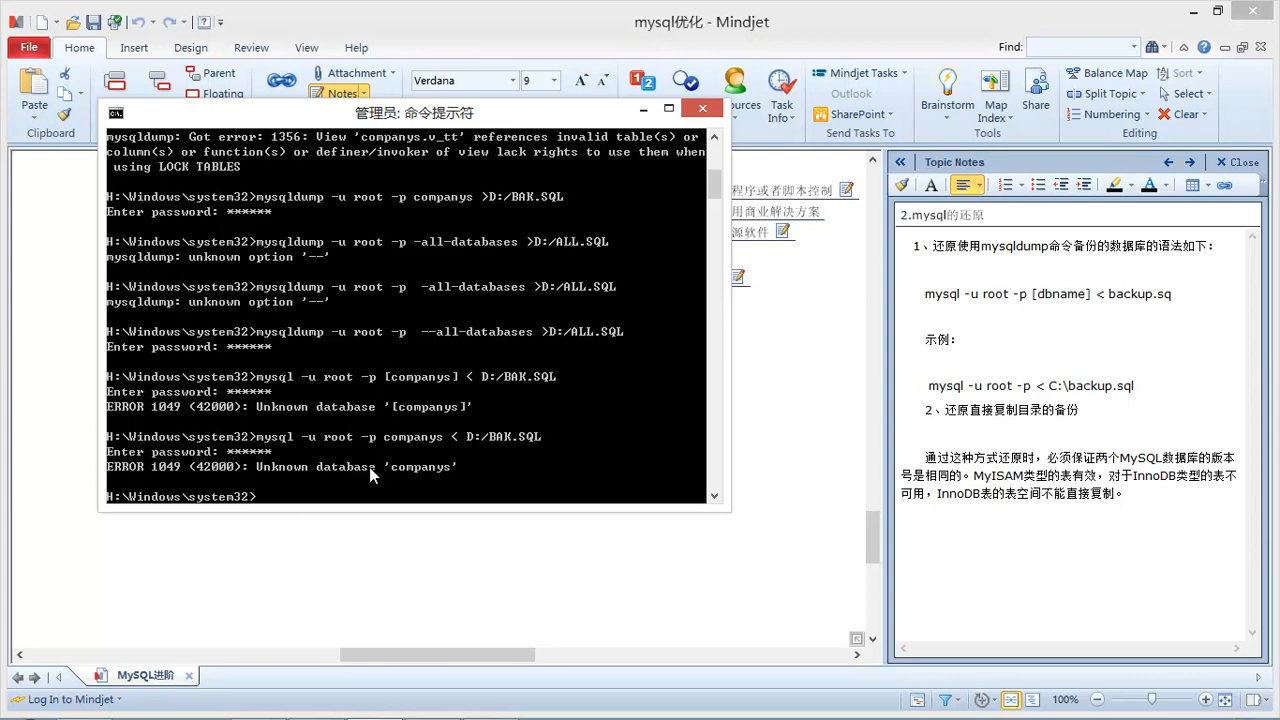 mysql优化 - Mindjet
File
Home
Insert
Design
Review
View
Help
Find:
Paste
Clipboard
Parent
Floating
Attachment
Notes
Verdana
9
A
A
ources
Task
Info
Mindjet Tasks
Outlook
SharePoint
Brainstorm
Map
Index
Share
Tools
Balance Map
Split Topic
Numbering
Sort
Select
Clear
Editing
管理员: 命令提示符
mysqldump: Got error: 1356: View 'companys.v_tt' references invalid table(s) or
column(s) or function(s) or definer/invoker of view lack rights to use them when
using LOCK TABLES
H:\Windows\system32>mysqldump -u root -p companys >D:/BAK.SQL
Enter password: ******
H:\Windows\system32>mysqldump -u root -p -all-databases >D:/ALL.SQL
mysqldump: unknown option '--'
H:\Windows\system32>mysqldump -u root -p  -all-databases >D:/ALL.SQL
mysqldump: unknown option '--'
H:\Windows\system32>mysqldump -u root -p  --all-databases >D:/ALL.SQL
Enter password: ******
H:\Windows\system32>mysql -u root -p [companys] < D:/BAK.SQL
Enter password: ******
ERROR 1049 (42000): Unknown database '[companys]'
H:\Windows\system32>mysql -u root -p companys < D:/BAK.SQL
Enter password: ******
ERROR 1049 (42000): Unknown database 'companys'
H:\Windows\system32>
程序或者脚本控制
用商业解决方案
源软件
Topic Notes
Close
2.mysql的还原
1、还原使用mysqldump命令备份的数据库的语法如下：
mysql -u root -p [dbname] < backup.sq
示例：
mysql -u root -p < C:\backup.sql
2、还原直接复制目录的备份
通过这种方式还原时，必须保证两个MySQL数据库的版本
号是相同的。MyISAM类型的表有效，对于InnoDB类型的表不
可用，InnoDB表的表空间不能直接复制。
MySQL进阶
Log In to Mindjet
100%